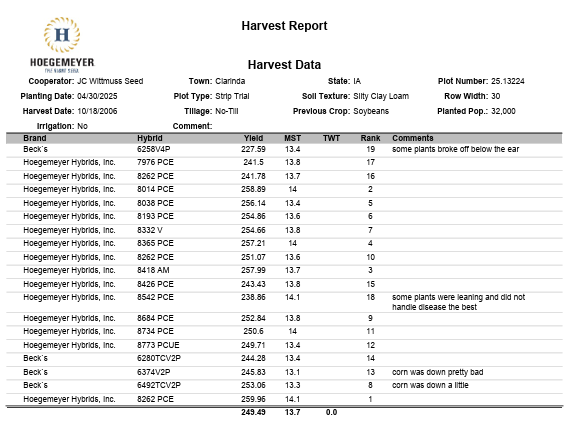 Harvest Report
H
HOEGEMEYER
THE RIGHT SEED
Harvest Data
Cooperator: JC Wittmuss Seed Town: Clarinda State: IA Plot Number: 25.13224
Planting Date: 04/30/2025 Plot Type: Strip Trial Soil Texture: Silty Clay Loam Row Width: 30
Harvest Date: 10/18/2006 Tillage: No-Till Previous Crop: Soybeans Planted Pop.: 32,000
Irrigation: No Comment:
Brand Hybrid Yield MST TWT Rank Comments
Beck`s 6258V4P 227.59 13.4 19 some plants broke off below the ear
Hoegemeyer Hybrids, Inc. 7976 PCE 241.5 13.8 17
Hoegemeyer Hybrids, Inc. 8262 PCE 241.78 13.7 16
Hoegemeyer Hybrids, Inc. 8014 PCE 258.89 14 2
Hoegemeyer Hybrids, Inc. 8038 PCE 256.14 13.4 5
Hoegemeyer Hybrids, Inc. 8193 PCE 254.86 13.6 6
Hoegemeyer Hybrids, Inc. 8332 V 254.66 13.8 7
Hoegemeyer Hybrids, Inc. 8365 PCE 257.21 14 4
Hoegemeyer Hybrids, Inc. 8262 PCE 251.07 13.6 10
Hoegemeyer Hybrids, Inc. 8418 AM 257.99 13.7 3
Hoegemeyer Hybrids, Inc. 8426 PCE 243.43 13.8 15
Hoegemeyer Hybrids, Inc. 8542 PCE 238.86 14.1 18 some plants were leaning and did not
handle disease the best
Hoegemeyer Hybrids, Inc. 8684 PCE 252.84 13.8 9
Hoegemeyer Hybrids, Inc. 8734 PCE 250.6 14 11
Hoegemeyer Hybrids, Inc. 8773 PCUE 249.71 13.4 12
Beck`s 6280TCV2P 244.28 13.4 14
Beck`s 6374V2P 245.83 13.1 13 corn was down pretty bad
Beck`s 6492TCV2P 253.06 13.3 8 corn was down a little
Hoegemeyer Hybrids, Inc. 8262 PCE 259.96 14.1 1
249.49 13.7 0.0